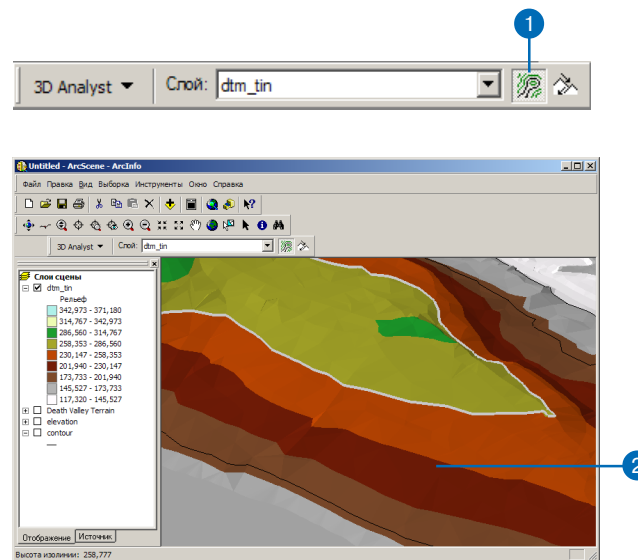 1
3D Analyst Слой: dtm_tin
Untitled - ArcScene - ArcInfo
Файл Правка Вид Выборка Инструменты Окно Справка
3D Analyst Слой: dtm_tin
Слои сцены
dtm_tin
Рельеф
342,973 - 371,180
314,767 - 342,973
286,560 - 314,767
258,353 - 286,560
230,147 - 258,353
201,940 - 230,147
173,733 - 201,940
145,527 - 173,733
117,320 - 145,527
Death Valley Terrain
elevation
contour
2
Отображение Источник
Высота изолинии: 258,777